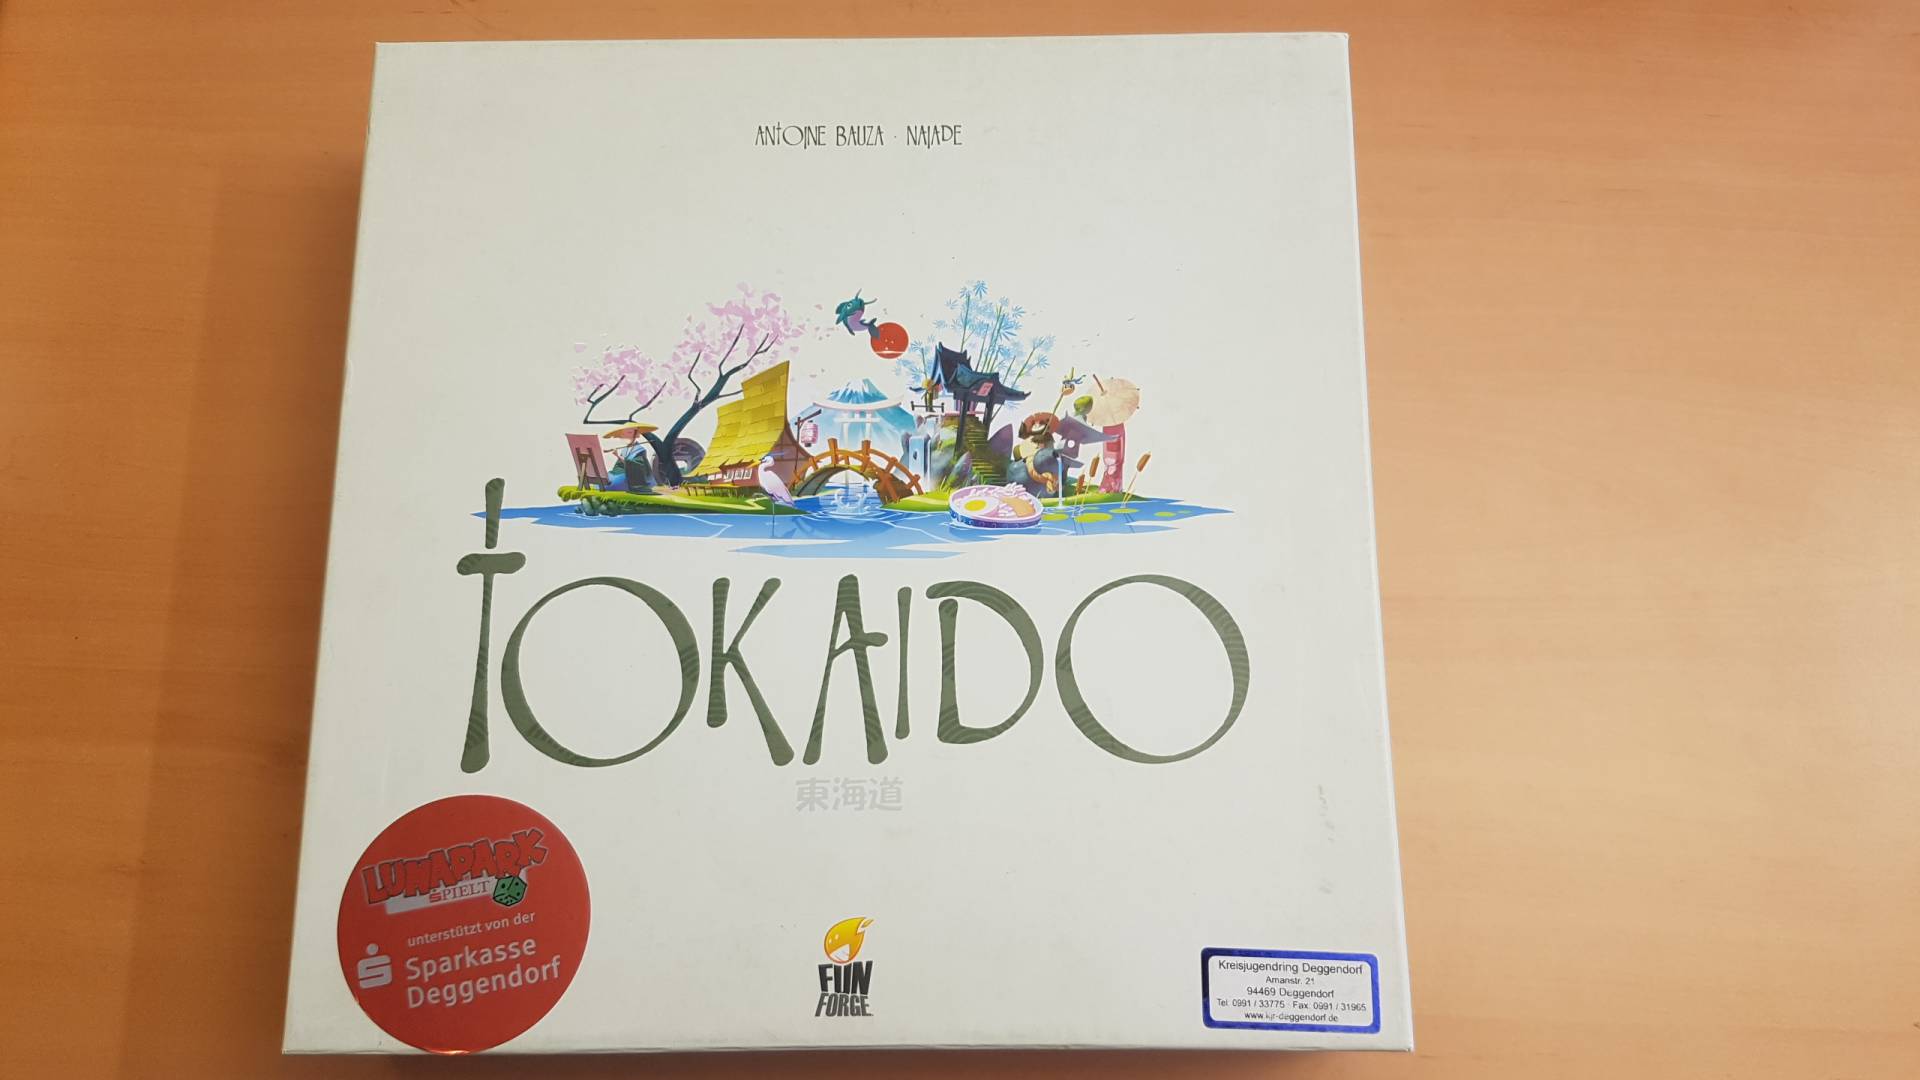 ANTOINE BAUZA · NAIADE
TOKAIDO
東海道
LUNAPARK
SPIELT
unterstützt von der
Sparkasse
Deggendorf
FUN
FORGE
Kreisjugendring Deggendorf
Amanstr. 21
94469 Deggendorf
Tel. 0991 / 33775 · Fax. 0991 / 31965
www.kjr-deggendorf.de